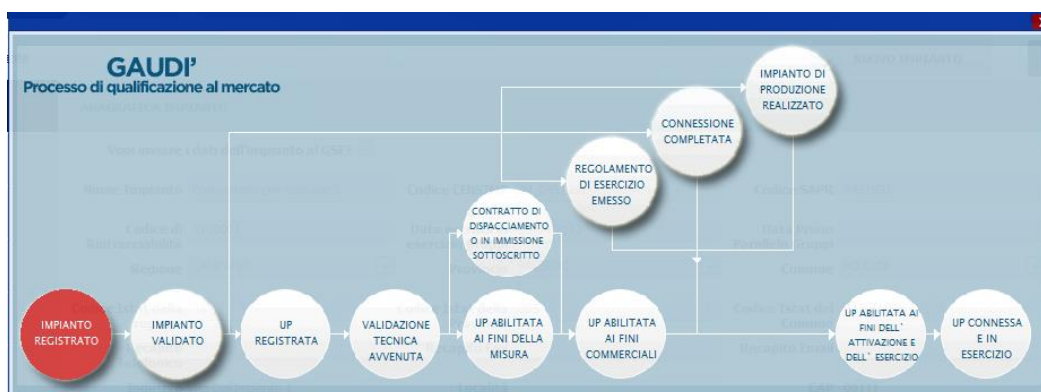 GAUDI'
Processo di qualificazione al mercato
IMPIANTO DI
PRODUZIONE
REALIZZATO
CONNESSIONE
COMPLETATA
REGOLAMENTO
DI ESERCIZIO
EMESSO
CONTRATTO DI
DISPACCIAMENTO
O IN IMMISSIONE
SOTTOSCRITTO
IMPIANTO
REGISTRATO
IMPIANTO
VALIDATO
UP
REGISTRATA
VALIDAZIONE
TECNICA
AVVENUTA
UP ABILITATA
AI FINI DELLA
MISURA
UP ABILITATA
AI FINI
COMMERCIALI
UP ABILITATA AI
FINI DELL'
ATTIVAZIONE E
DELL' ESERCIZIO
UP CONNESSA
E IN
ESERCIZIO